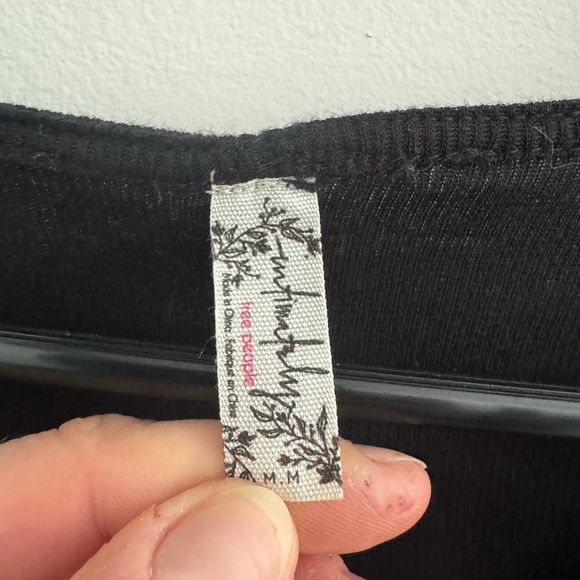 intimately
free people
Made in China . Fabriqué en Chine
M.M